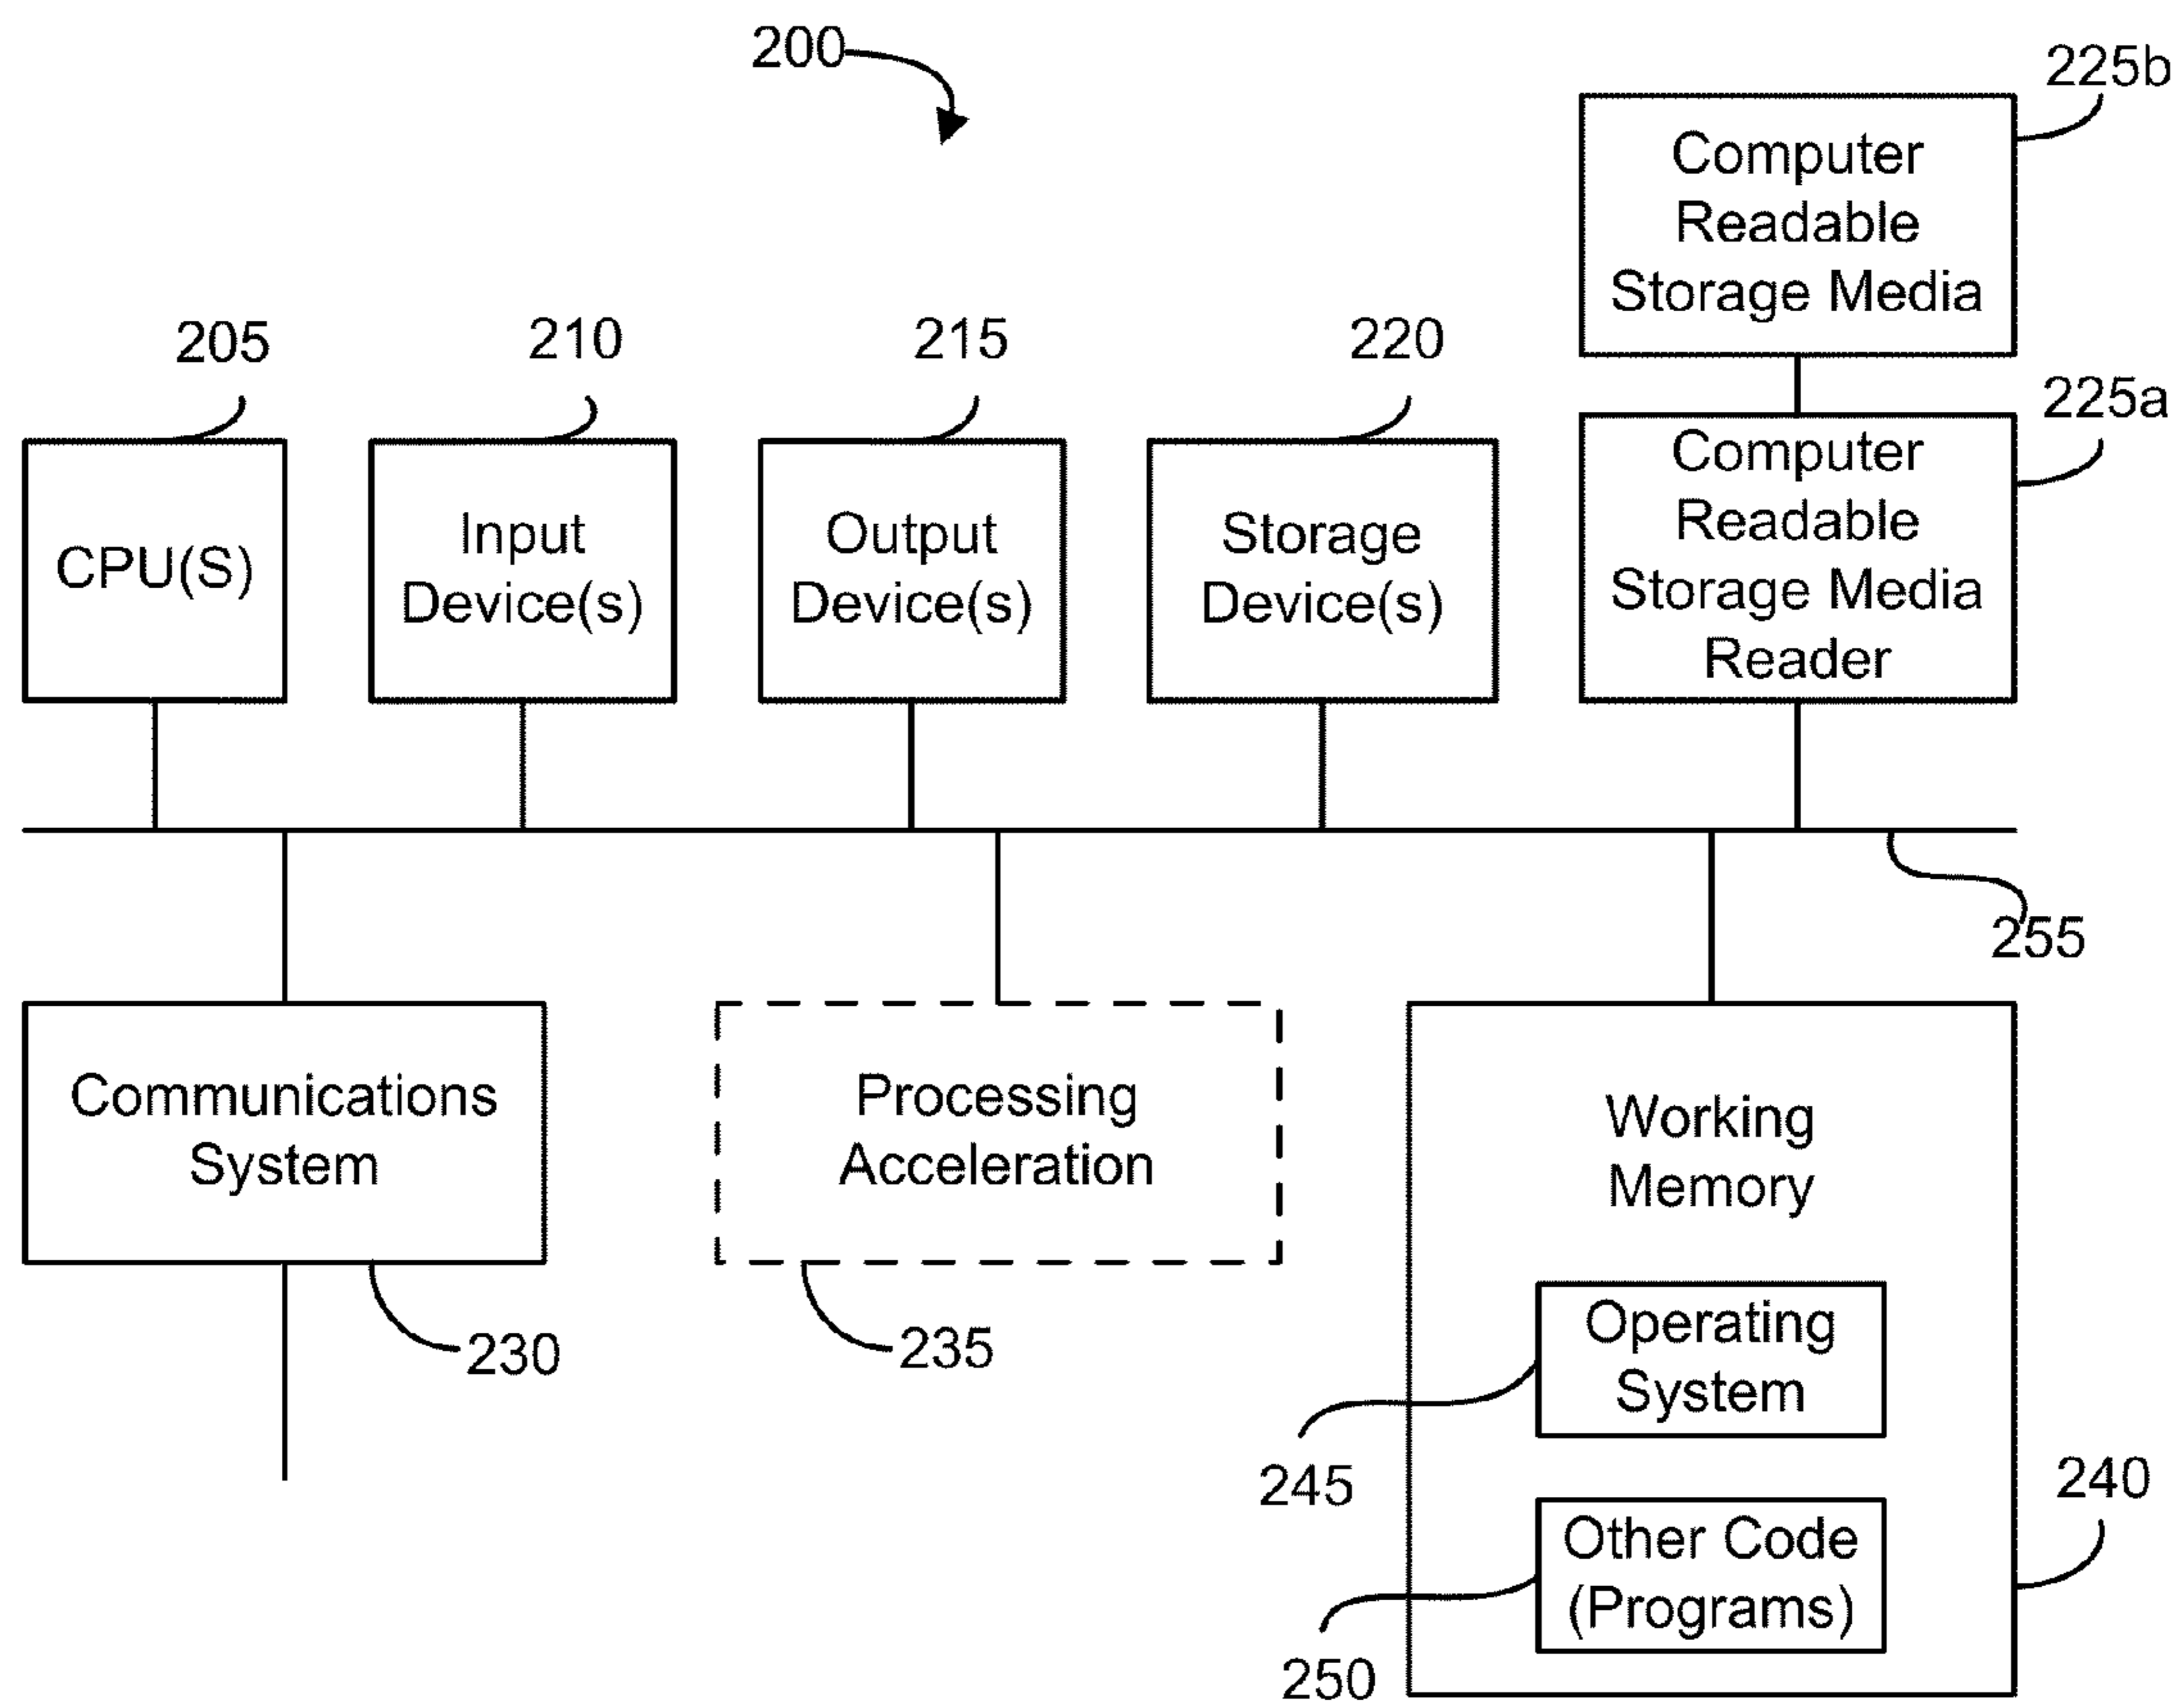 200
225b
Computer
Readable
Storage Media
205
210
215
220
225a
CPU(S)
Input
Device(s)
Output
Device(s)
Storage
Device(s)
Computer
Readable
Storage Media
Reader
255
Communications
System
230
Processing
Acceleration
235
Working
Memory
Operating
System
245
240
Other Code
(Programs)
250